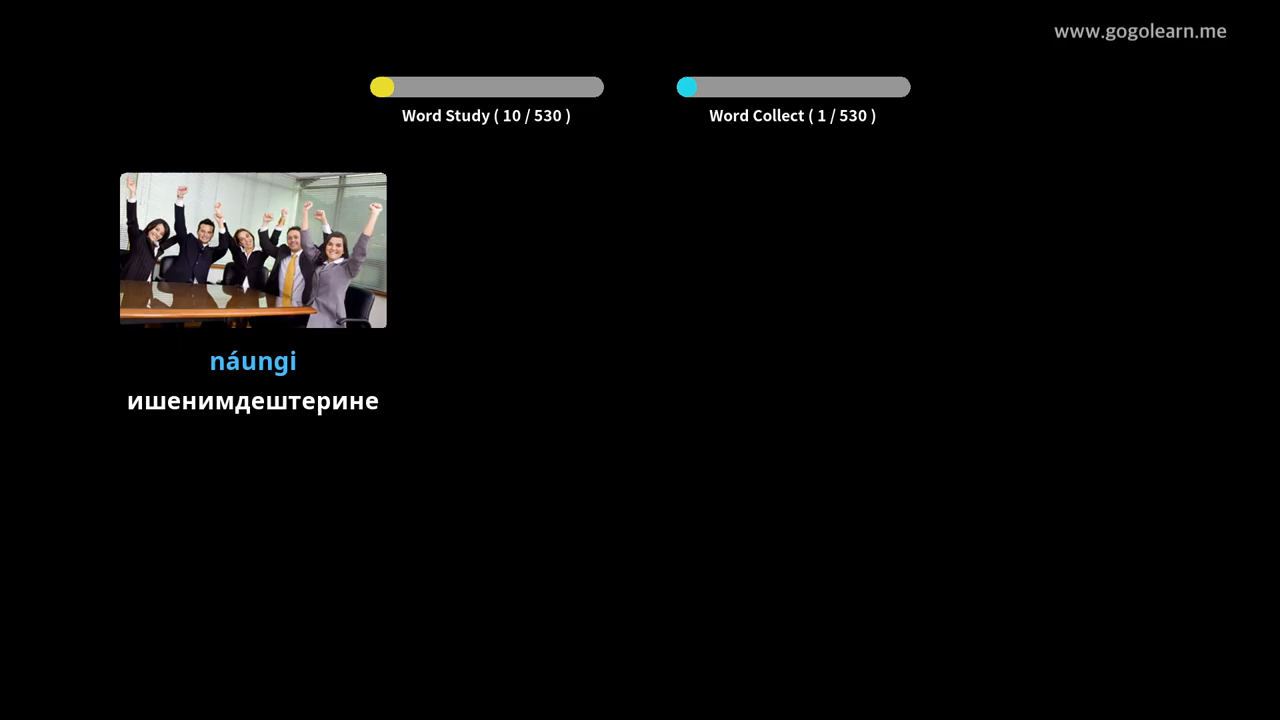 www.gogolearn.me
Word Study ( 10 / 530 )
Word Collect ( 1 / 530 )
náungi
ишенимдештерине